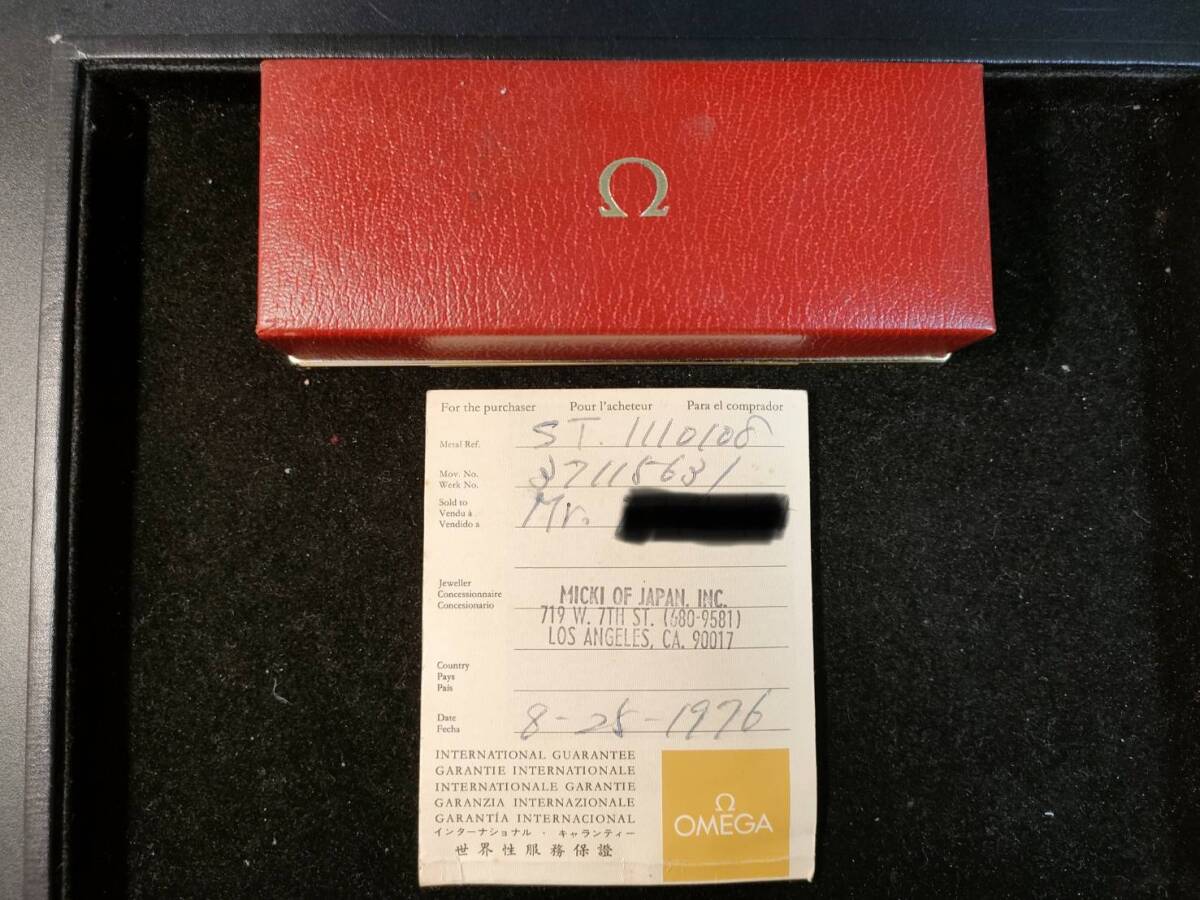 Ω
For the purchaser Pour l'acheteur Para el comprador
Metal Ref. ST. 1110108
Mov. No. 37115631
Werk No.
Sold to Mr.
Vendu à
Vendido a
Jeweller
Concessionnaire
Concesionario
MICKI OF JAPAN, INC.
719 W. 7TH ST. (680-9581)
LOS ANGELES, CA. 90017
Country
Pays
País
Date
Fecha
8-28-1976
INTERNATIONAL GUARANTEE
GARANTIE INTERNATIONALE
INTERNATIONALE GARANTIE
GARANZIA INTERNAZIONALE
GARANTÍA INTERNACIONAL
インターナショナル・キャランティー
世界性服務保證
Ω
OMEGA